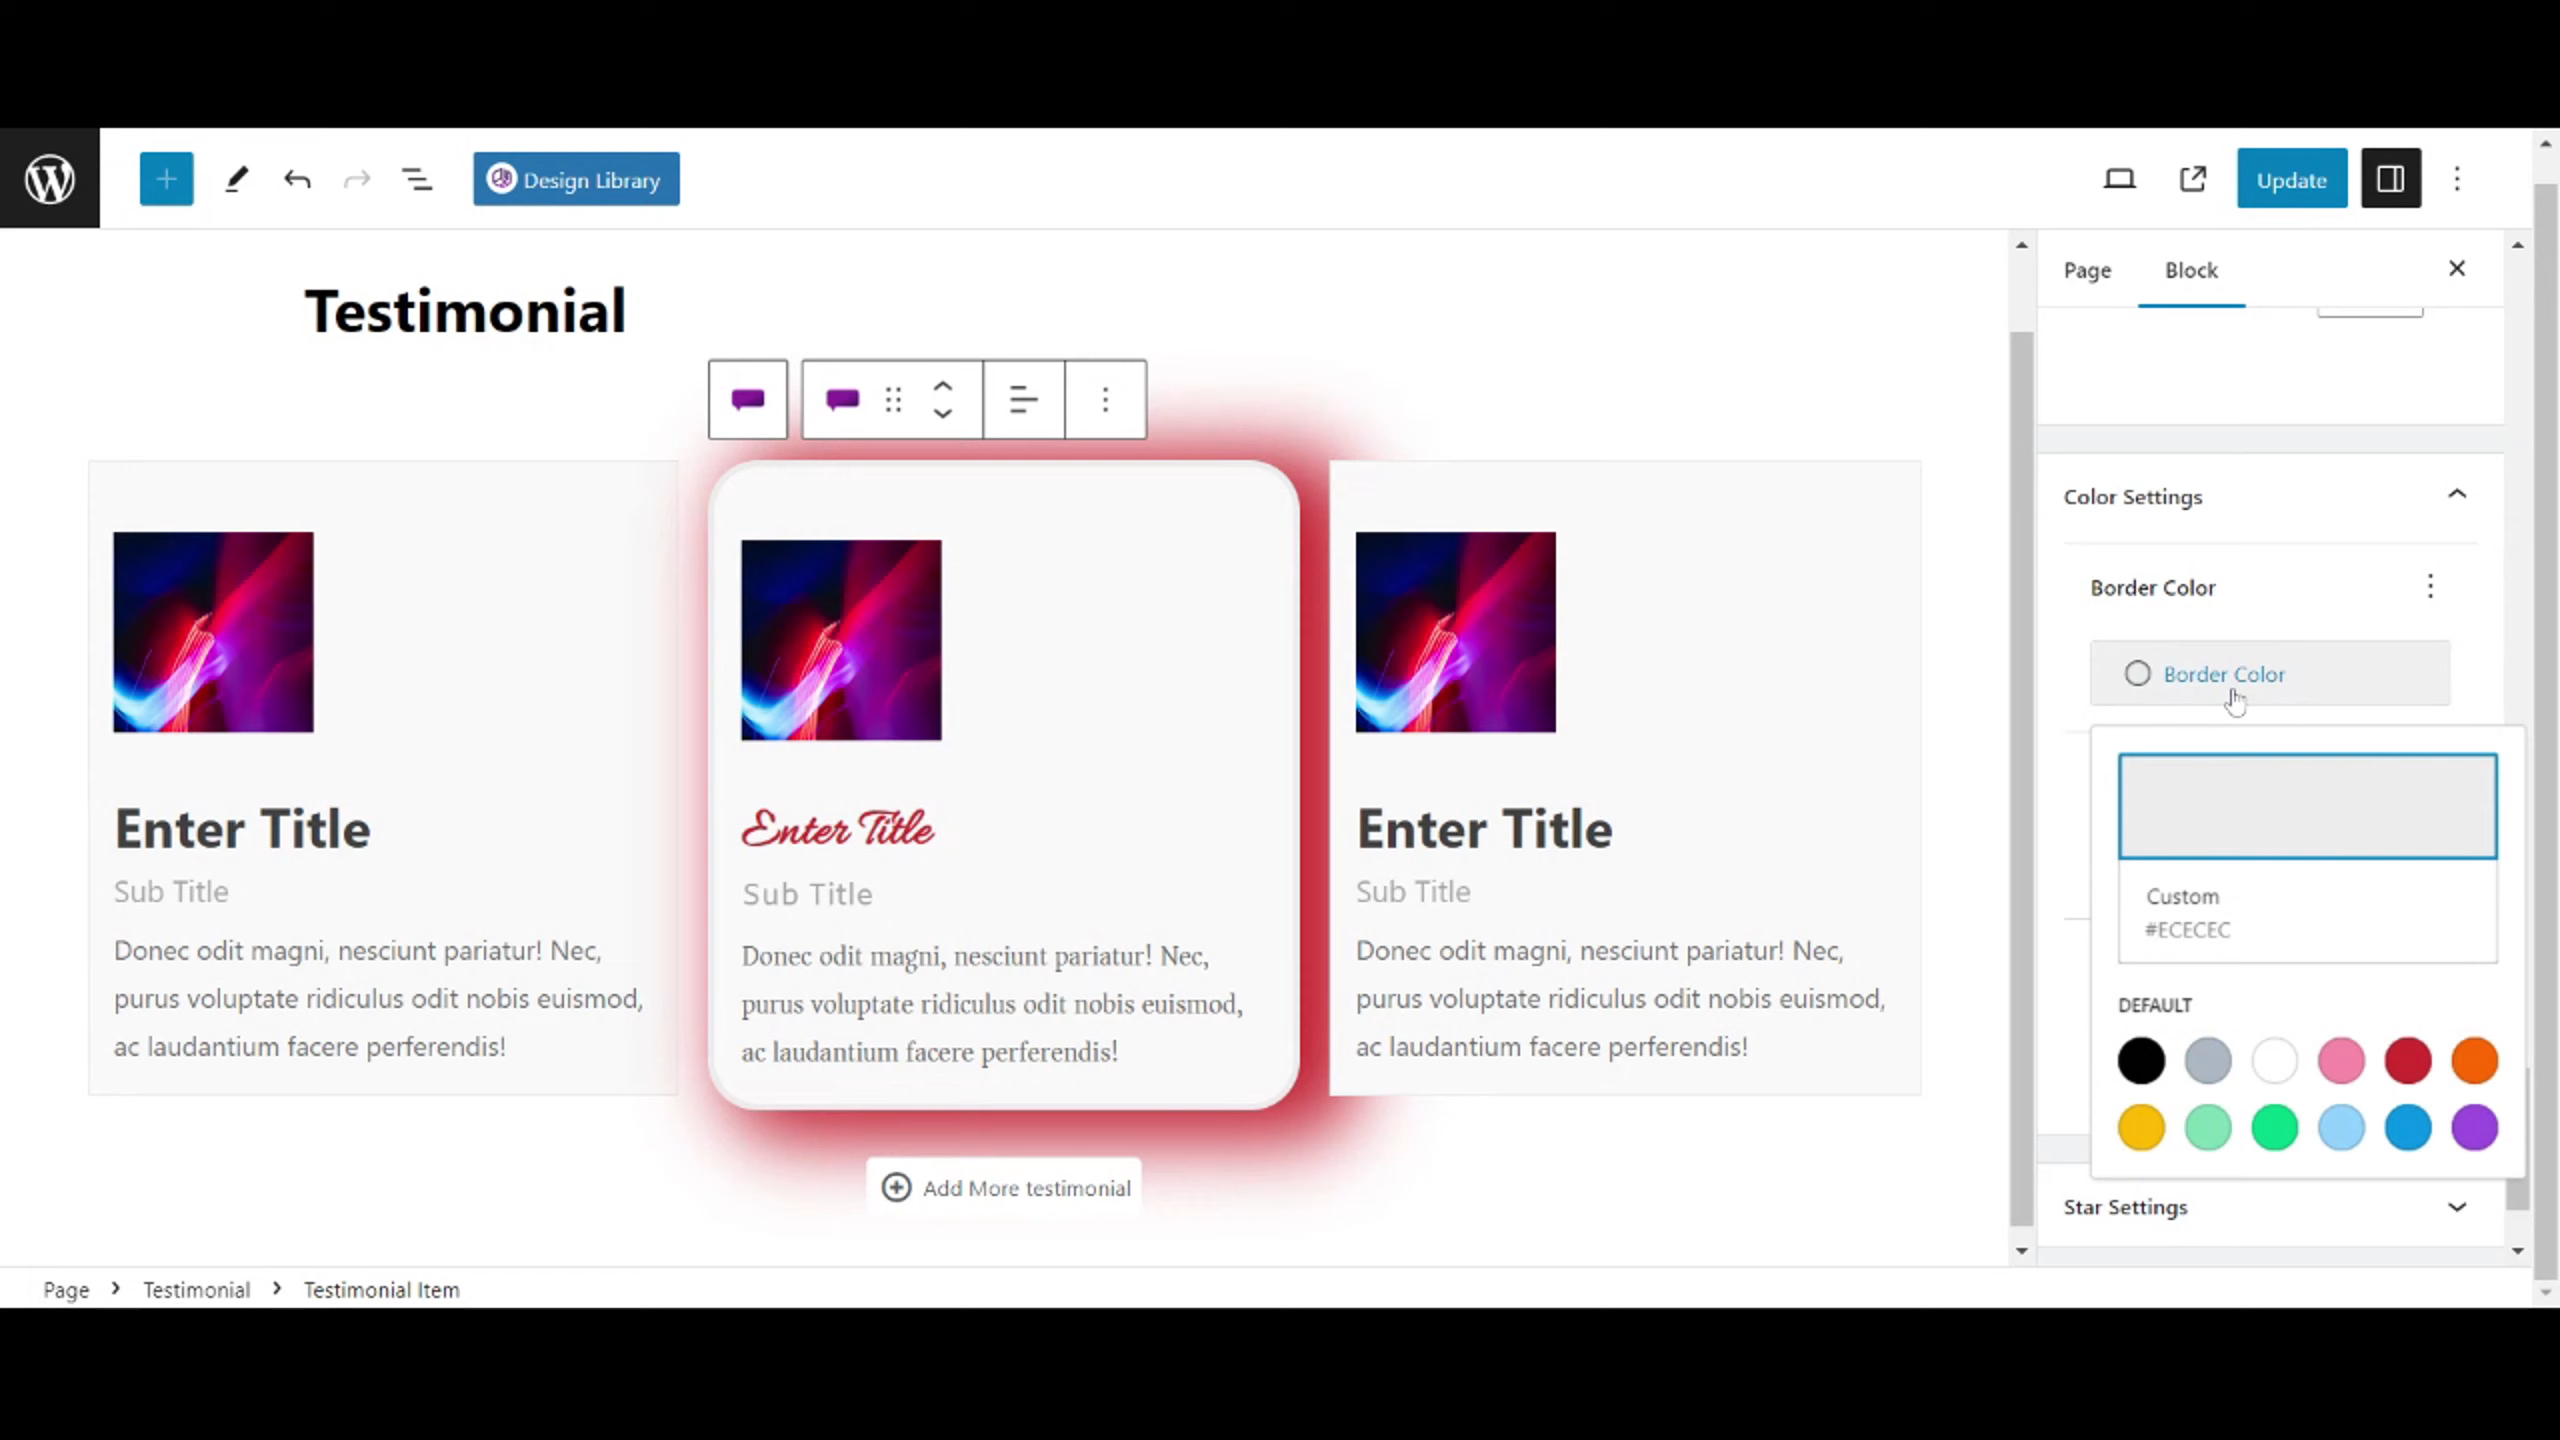 Design Library
Update
Page
Block
Testimonial
Color Settings
Border Color
Border Color
Custom
#ECECEC
DEFAULT
Star Settings
Enter Title
Sub Title
Donec odit magni, nesciunt pariatur! Nec,
purus voluptate ridiculus odit nobis euismod,
ac laudantium facere perferendis!
Enter Title
Sub Title
Donec odit magni, nesciunt pariatur! Nec,
purus voluptate ridiculus odit nobis euismod,
ac laudantium facere perferendis!
Enter Title
Sub Title
Donec odit magni, nesciunt pariatur! Nec,
purus voluptate ridiculus odit nobis euismod,
ac laudantium facere perferendis!
Add More testimonial
Page > Testimonial > Testimonial Item